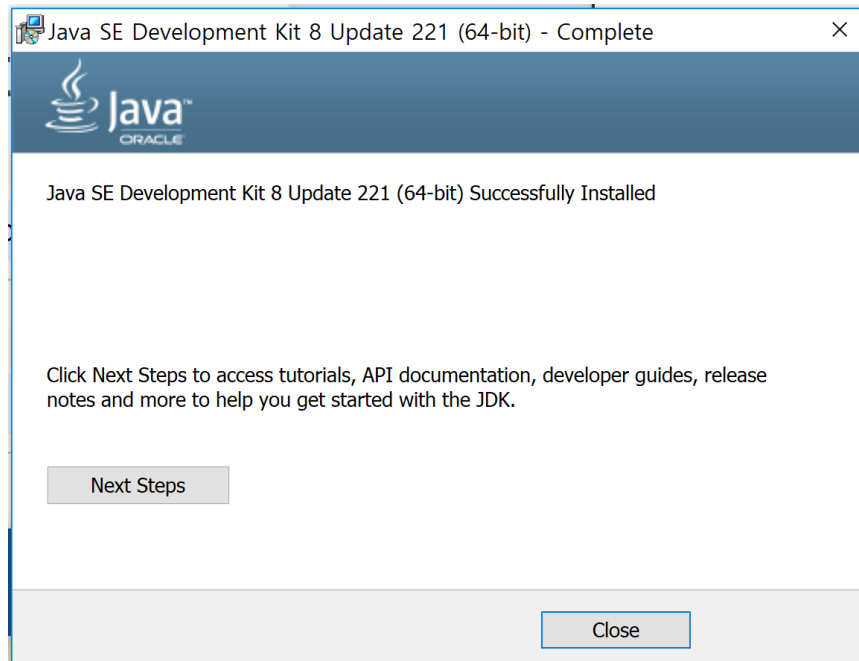 Java SE Development Kit 8 Update 221 (64-bit) - Complete
Java™
ORACLE
Java SE Development Kit 8 Update 221 (64-bit) Successfully Installed
Click Next Steps to access tutorials, API documentation, developer guides, release
notes and more to help you get started with the JDK.
Next Steps
Close